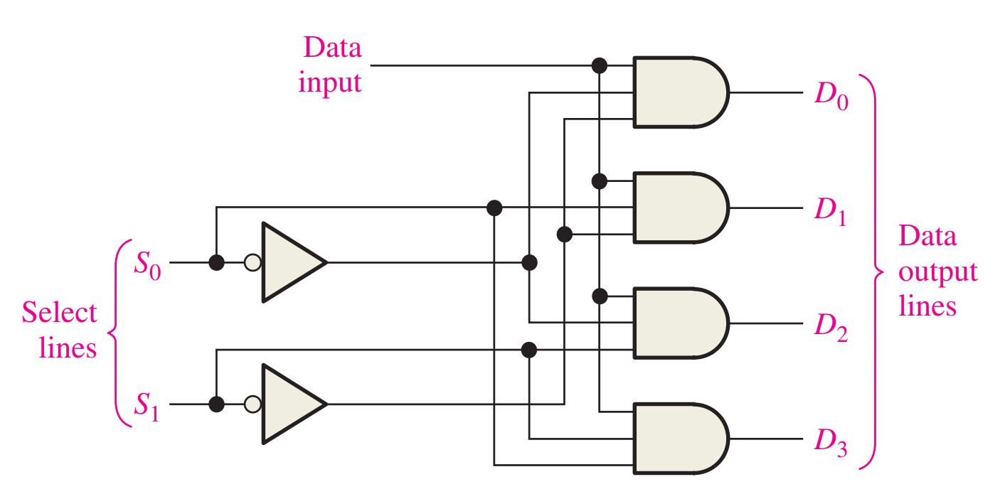 Data
input
D0
D1
Data
output
lines
S0
Select
lines
D2
S1
D3